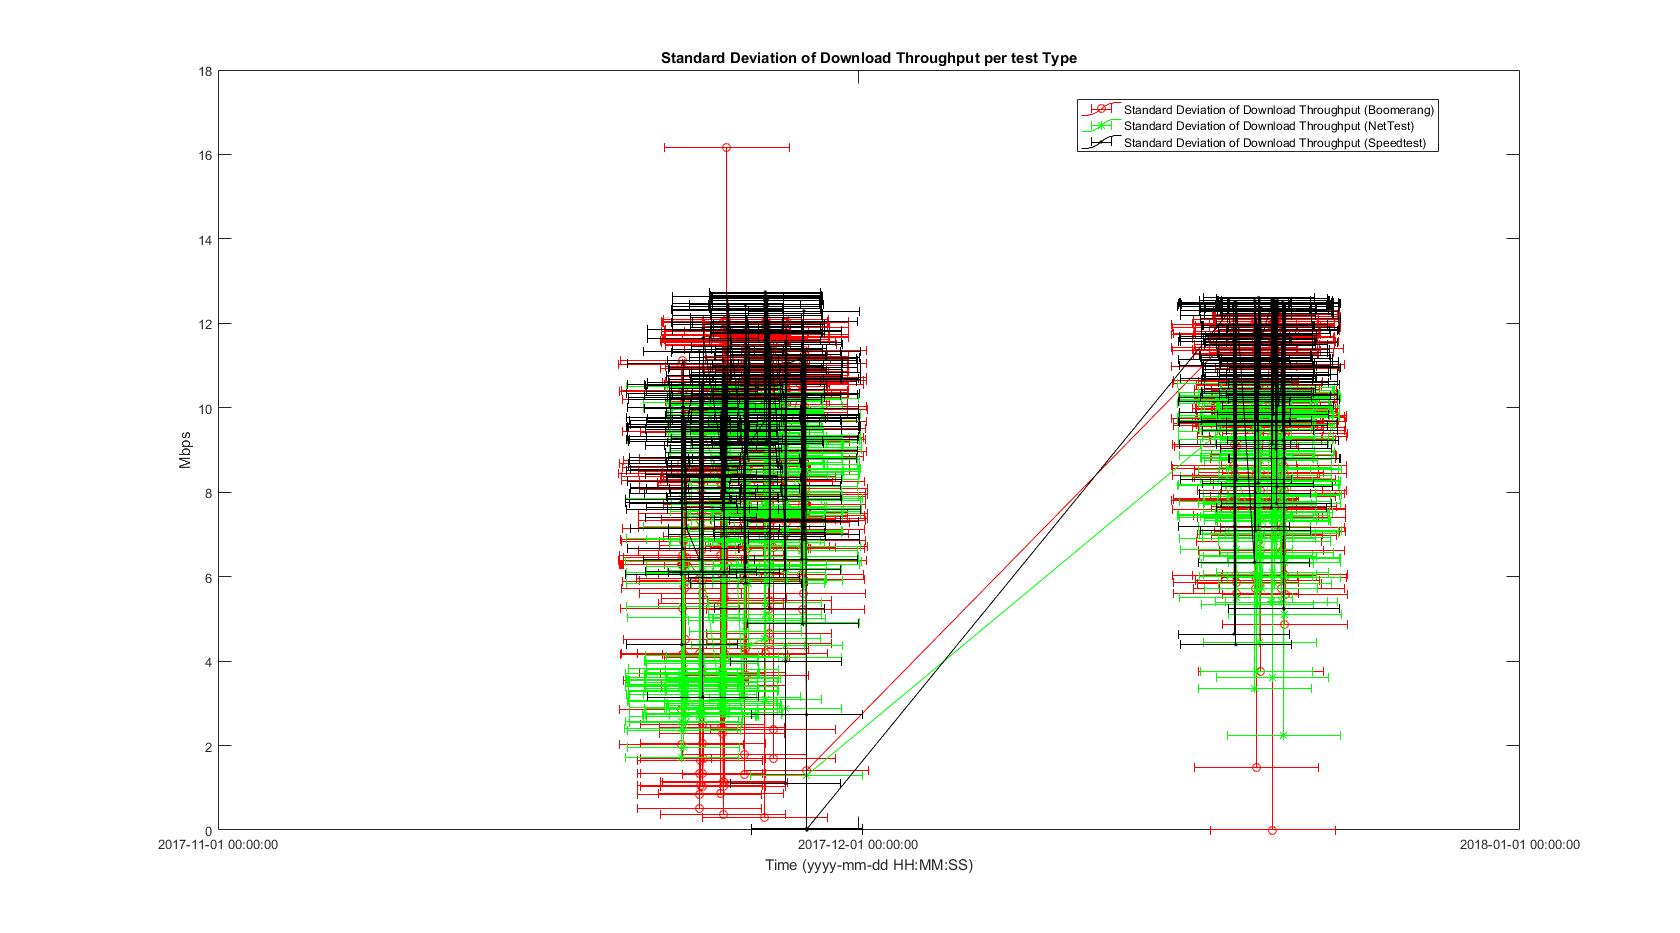 Standard Deviation of Download Throughput per test Type
18
16
14
12
10
8
6
4
2
0
Mbps
Standard Deviation of Download Throughput (Boomerang)
Standard Deviation of Download Throughput (NetTest)
Standard Deviation of Download Throughput (Speedtest)
2017-11-01 00:00:00
2017-12-01 00:00:00
2018-01-01 00:00:00
Time (yyyy-mm-dd HH:MM:SS)